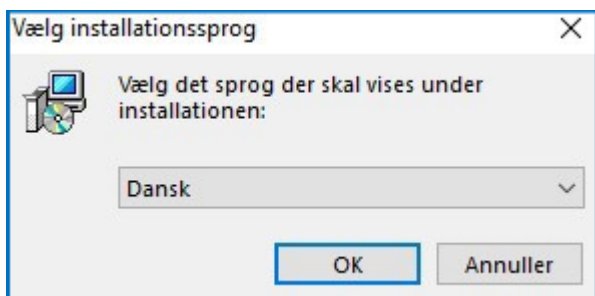 Vælg installationssprog
Vælg det sprog der skal vises under
installationen:
Dansk
OK
Annuller